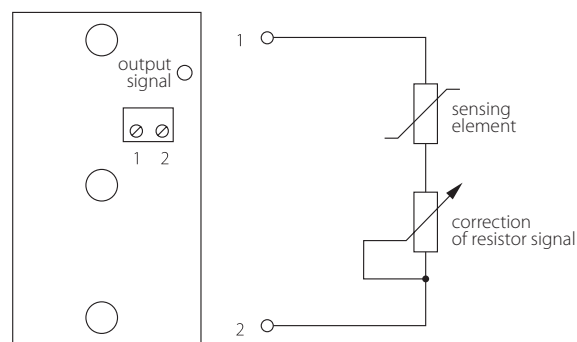 output
signal
1 2
1
sensing
element
correction
of resistor signal
2